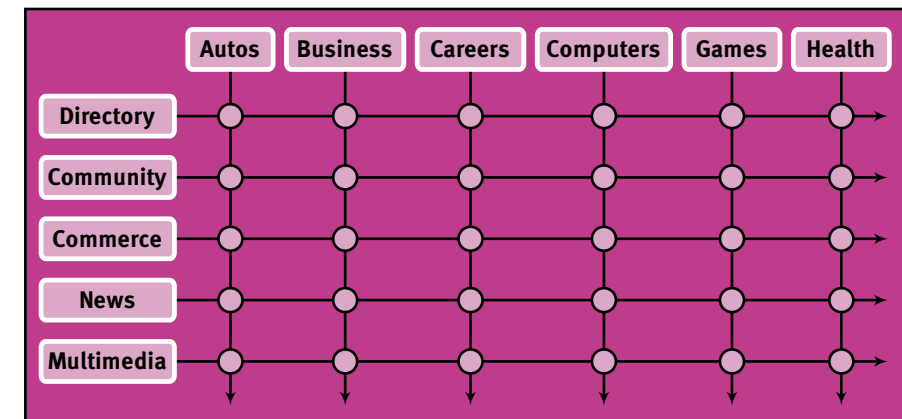 Autos Business Careers Computers Games Health
Directory
Community
Commerce
News
Multimedia